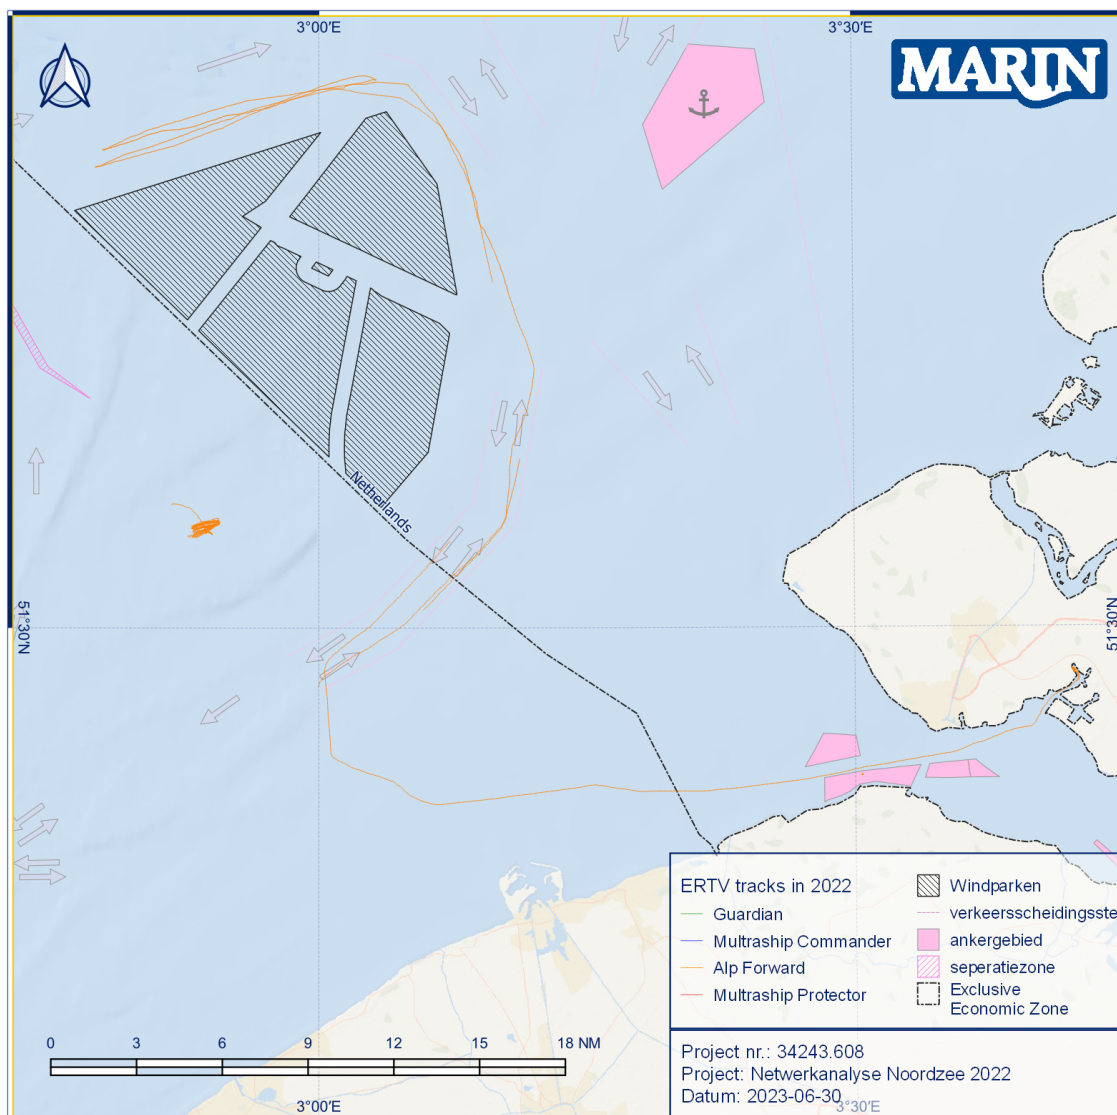 3°00'E
3°30'E
MARIN
Netherlands
51°30'N
51°30'N
ERTV tracks in 2022
Guardian
Multraship Commander
Alp Forward
Multraship Protector
Windparken
verkeersscheidingsste
ankergebied
seperatiezone
Exclusive
Economic Zone
0 3 6 9 12 15 18 NM
Project nr.: 34243.608
Project: Netwerkanalyse Noordzee 2022
Datum: 2023-06-30
3°00'E
3°30'E